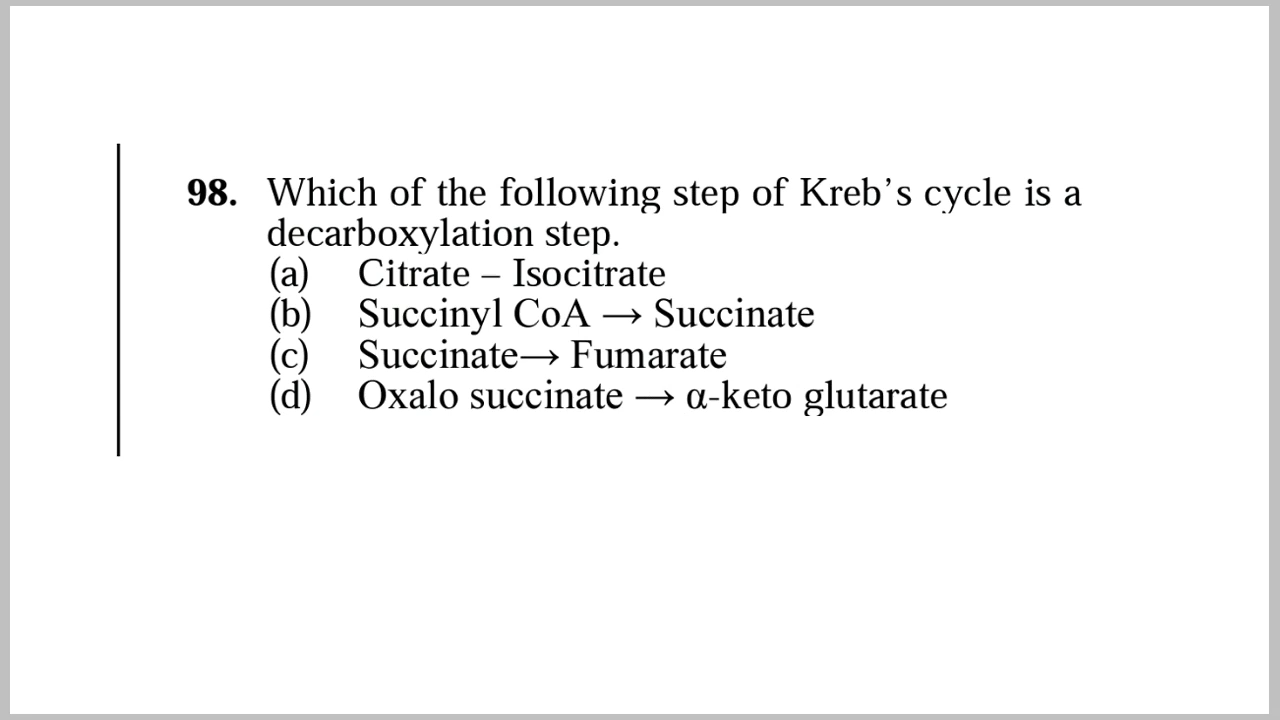 98. Which of the following step of Kreb’s cycle is a
decarboxylation step.
(a) Citrate – Isocitrate
(b) Succinyl CoA → Succinate
(c) Succinate→ Fumarate
(d) Oxalo succinate → α-keto glutarate